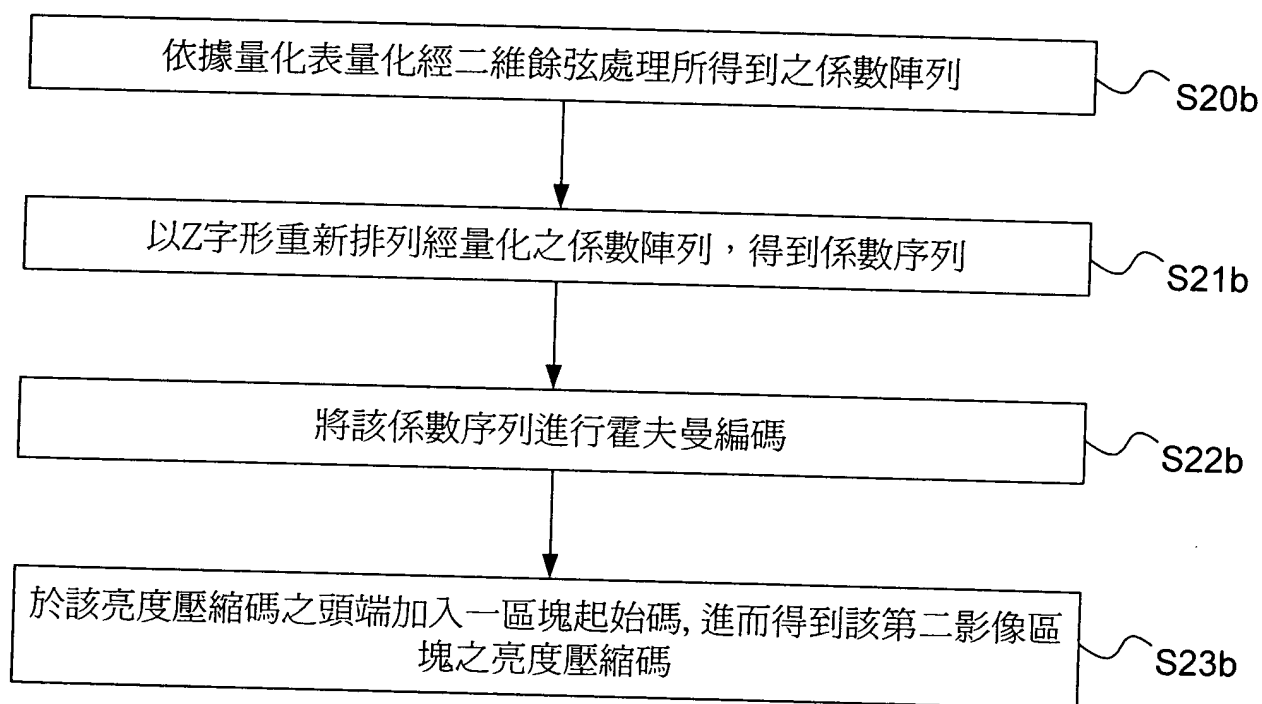 依據量化表量化經二維餘弦處理所得到之係數陣列
S20b
以Z字形重新排列經量化之係數陣列,得到係數序列
S21b
將該係數序列進行霍夫曼編碼
S22b
於該亮度壓縮碼之頭端加入一區塊起始碼, 進而得到該第二影像區
塊之亮度壓縮碼
S23b